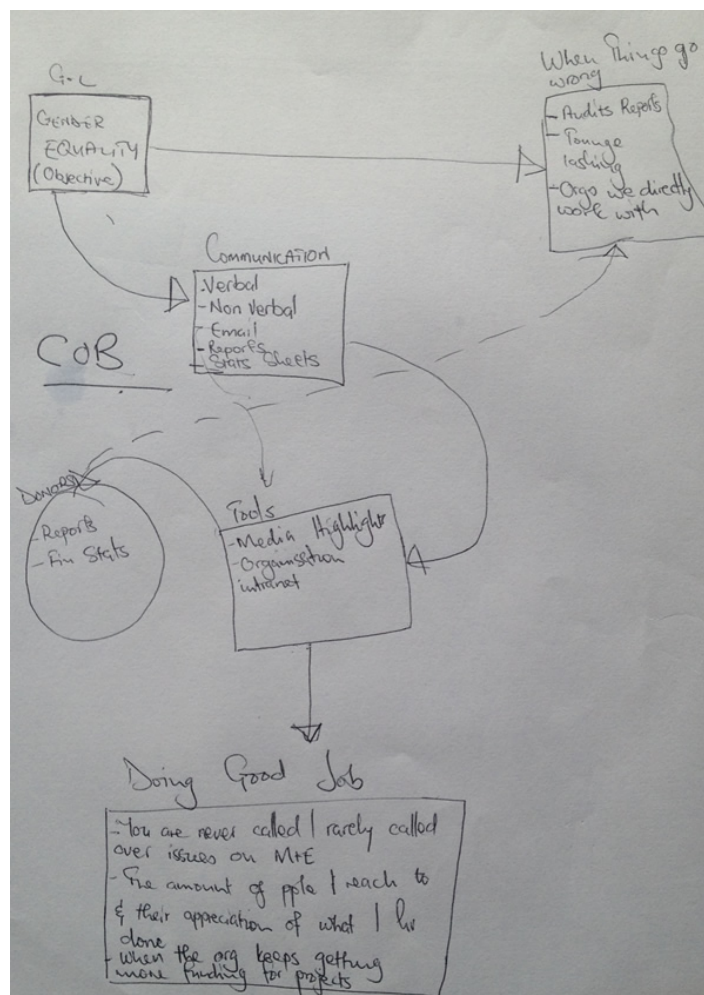 G-L
GENDER
EQUALITY
(Objective)
When Things go
wrong
- Audits Reports
- Tounge
lashing
- Orgo we directly
work with
COMMUNICATION
- Verbal
- Non Verbal
- Email
- Reports
- Stats Sheets
COB
DONORS
- Reports
- Fin Stats
Tools
- Media Highlights
- Organisation
intranet
Doing Good Job
- You are never called / rarely called
over issues on M+E
- The amount of pple I reach to
& their appreciation of what I hv
done
- when the org keeps getting
more funding for projects